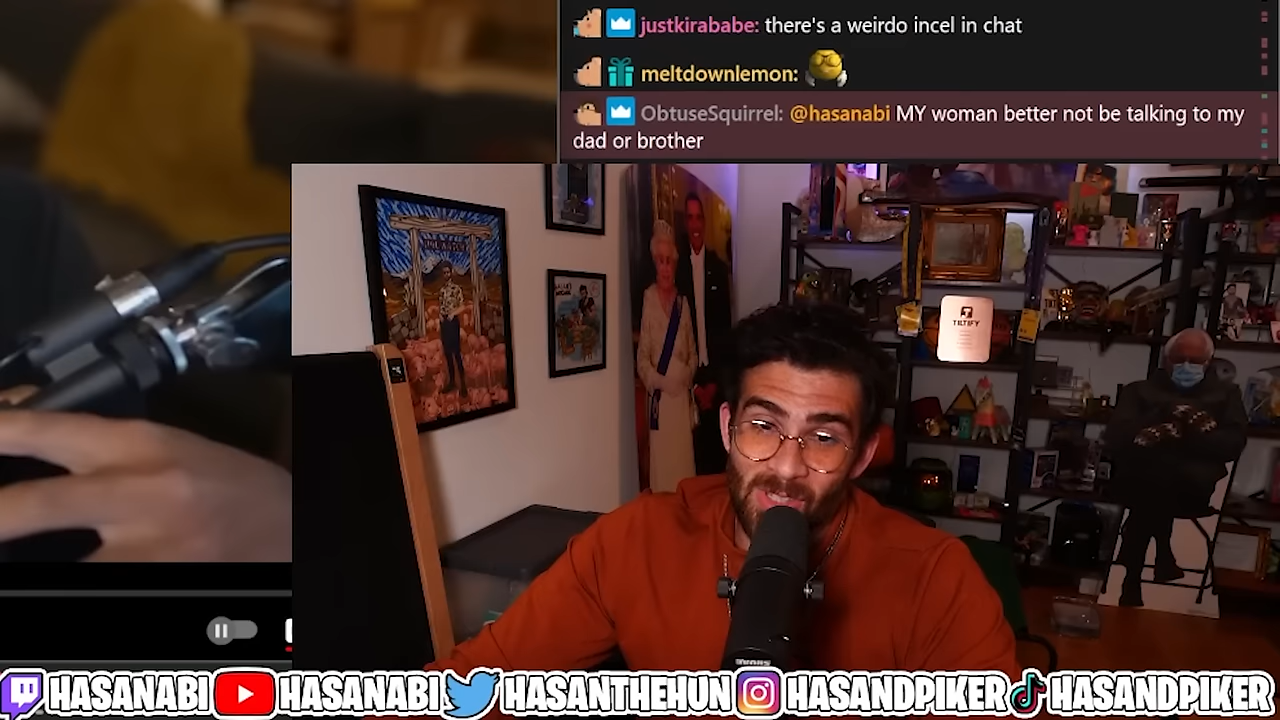 justkirababe: there's a weirdo incel in chat
meltdownlemon:
ObtuseSquirrel: @hasanabi MY woman better not be talking to my
dad or brother
TILTIFY
HASANABI HASANABI HASANTHEHUN HASANDPIKER HASANDPIKER